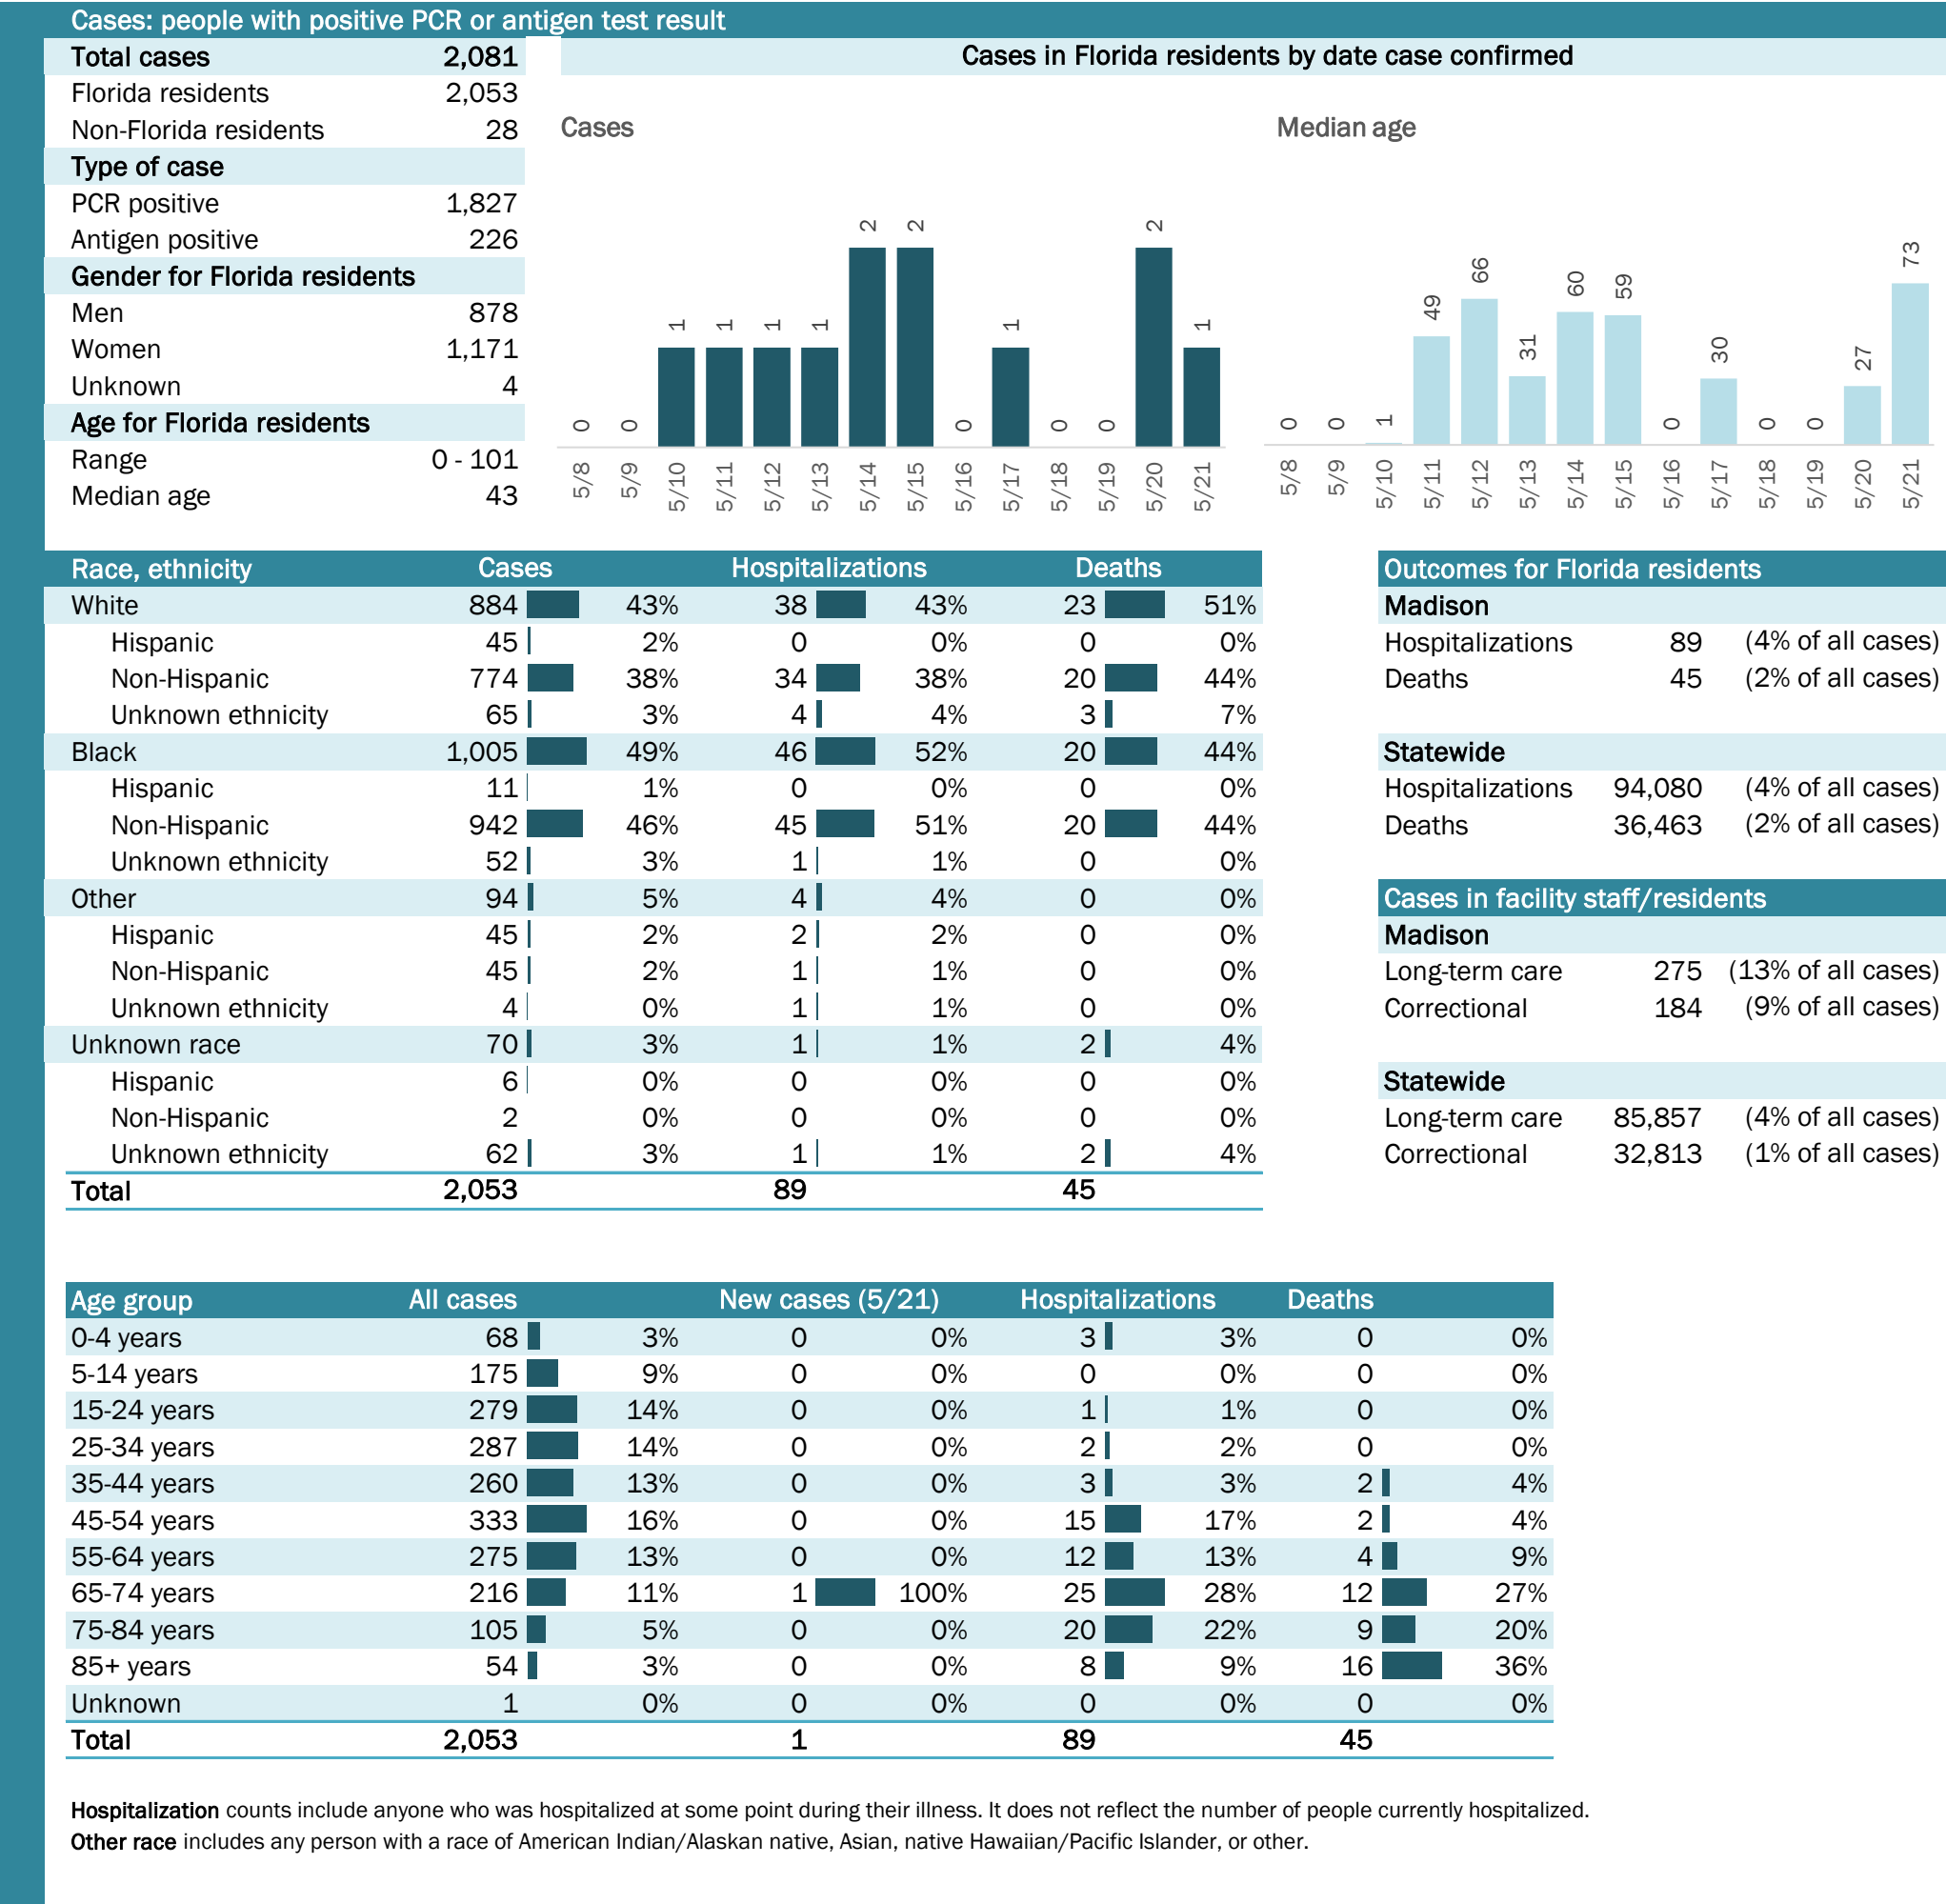 Cases: people with positive PCR or antigen test result
Total cases 2,081
Florida residents 2,053
Non-Florida residents 28
Type of case
PCR positive 1,827
Antigen positive 226
Gender for Florida residents
Men 878
Women 1,171
Unknown 4
Age for Florida residents
Range 0 - 101
Median age 43
Cases in Florida residents by date case confirmed
Cases
0 0 1 1 1 1 2 2 0 1 0 0 2 1
5/8 5/9 5/10 5/11 5/12 5/13 5/14 5/15 5/16 5/17 5/18 5/19 5/20 5/21
Median age
0 0 1 49 66 31 60 59 0 30 0 0 27 73
5/8 5/9 5/10 5/11 5/12 5/13 5/14 5/15 5/16 5/17 5/18 5/19 5/20 5/21
Race, ethnicity Cases Hospitalizations Deaths
White 884 43% 38 43% 23 51%
Hispanic 45 2% 0 0% 0 0%
Non-Hispanic 774 38% 34 38% 20 44%
Unknown ethnicity 65 3% 4 4% 3 7%
Black 1,005 49% 46 52% 20 44%
Hispanic 11 1% 0 0% 0 0%
Non-Hispanic 942 46% 45 51% 20 44%
Unknown ethnicity 52 3% 1 1% 0 0%
Other 94 5% 4 4% 0 0%
Hispanic 45 2% 2 2% 0 0%
Non-Hispanic 45 2% 1 1% 0 0%
Unknown ethnicity 4 0% 1 1% 0 0%
Unknown race 70 3% 1 1% 2 4%
Hispanic 6 0% 0 0% 0 0%
Non-Hispanic 2 0% 0 0% 0 0%
Unknown ethnicity 62 3% 1 1% 2 4%
Total 2,053 89 45
Outcomes for Florida residents
Madison
Hospitalizations 89 (4% of all cases)
Deaths 45 (2% of all cases)
Statewide
Hospitalizations 94,080 (4% of all cases)
Deaths 36,463 (2% of all cases)
Cases in facility staff/residents
Madison
Long-term care 275 (13% of all cases)
Correctional 184 (9% of all cases)
Statewide
Long-term care 85,857 (4% of all cases)
Correctional 32,813 (1% of all cases)
Age group All cases New cases (5/21) Hospitalizations Deaths
0-4 years 68 3% 0 0% 3 3% 0 0%
5-14 years 175 9% 0 0% 0 0% 0 0%
15-24 years 279 14% 0 0% 1 1% 0 0%
25-34 years 287 14% 0 0% 2 2% 0 0%
35-44 years 260 13% 0 0% 3 3% 2 4%
45-54 years 333 16% 0 0% 15 17% 2 4%
55-64 years 275 13% 0 0% 12 13% 4 9%
65-74 years 216 11% 1 100% 25 28% 12 27%
75-84 years 105 5% 0 0% 20 22% 9 20%
85+ years 54 3% 0 0% 8 9% 16 36%
Unknown 1 0% 0 0% 0 0% 0 0%
Total 2,053 1 89 45
Hospitalization counts include anyone who was hospitalized at some point during their illness. It does not reflect the number of people currently hospitalized.
Other race includes any person with a race of American Indian/Alaskan native, Asian, native Hawaiian/Pacific Islander, or other.